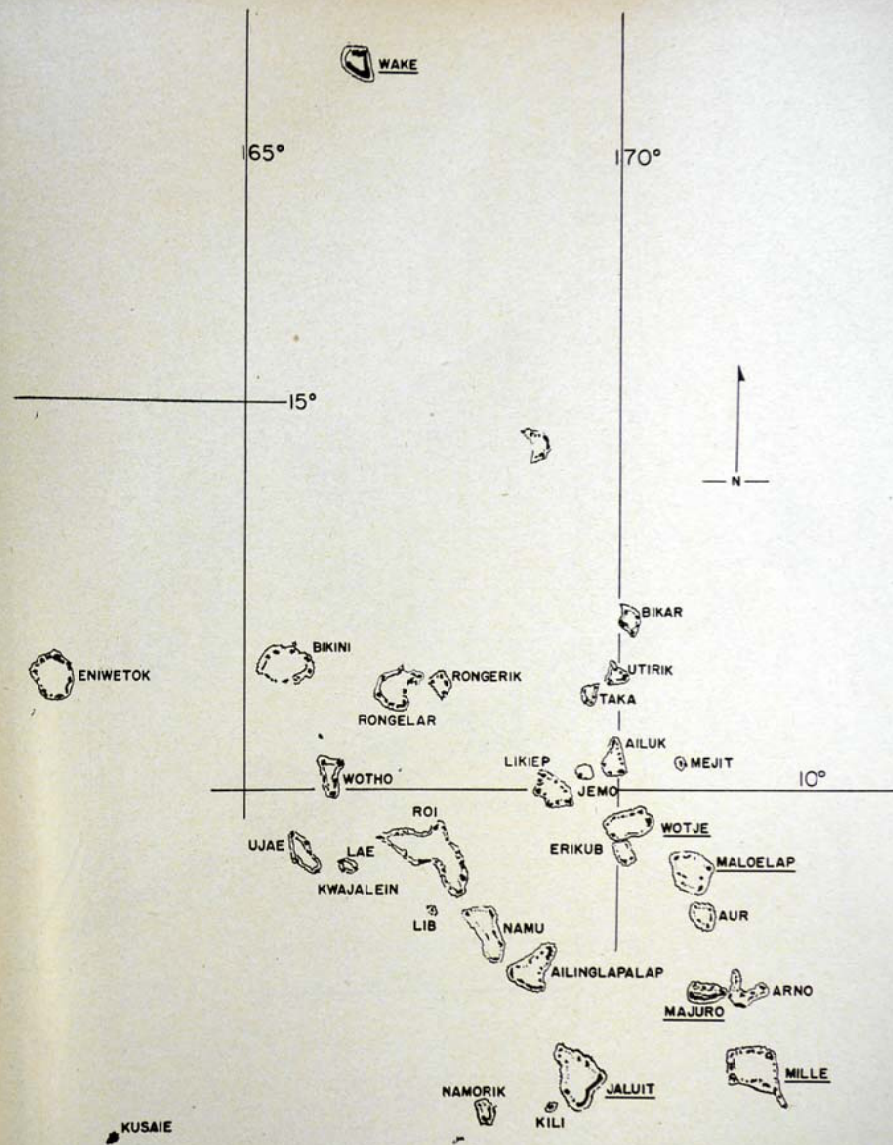 WAKE
165°
170°
15°
N
BIKAR
BIKINI
ENIWETOK
RONGERIK
UTIRIK
TAKA
RONGELAR
AILUK
LIKIEP
MEJIT
WOTHO
JEMO
10°
ROI
WOTJE
UJAE
LAE
ERIKUB
MALOELAP
KWAJALEIN
LIB
NAMU
AUR
AILINGLAPALAP
ARNO
MAJURO
MILLE
NAMORIK
JALUIT
KILI
KUSAIE